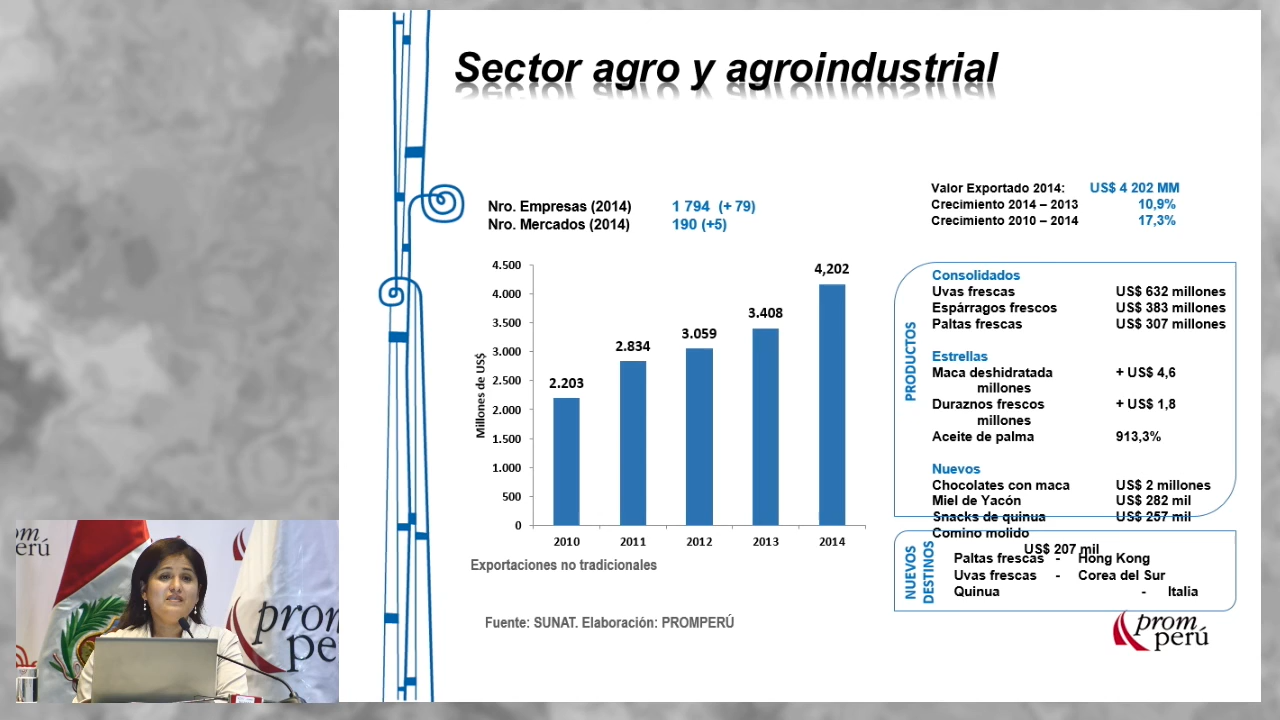 Sector agro y agroindustrial
Nro. Empresas (2014) 1 794 (+ 79)
Nro. Mercados (2014) 190 (+5)
Valor Exportado 2014: US$ 4 202 MM
Crecimiento 2014 – 2013 10,9%
Crecimiento 2010 – 2014 17,3%
Millones de US$
4.500
4.000
3.500
3.000
2.500
2.000
1.500
1.000
500
0
2.203
2.834
3.059
3.408
4,202
2010 2011 2012 2013 2014
Exportaciones no tradicionales
Fuente: SUNAT. Elaboración: PROMPERÚ
PRODUCTOS
Consolidados
Uvas frescas US$ 632 millones
Espárragos frescos US$ 383 millones
Paltas frescas US$ 307 millones
Estrellas
Maca deshidratada + US$ 4,6
millones
Duraznos frescos + US$ 1,8
millones
Aceite de palma 913,3%
Nuevos
Chocolates con maca US$ 2 millones
Miel de Yacón US$ 282 mil
Snacks de quinua US$ 257 mil
Comino molido
US$ 207 mil
NUEVOS
DESTINOS
Paltas frescas - Hong Kong
Uvas frescas - Corea del Sur
Quinua - Italia
prom
perú
om
erú
prom
pe